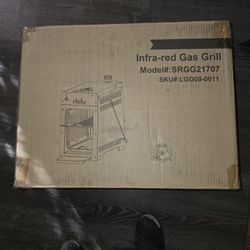 Infra-red Gas Grill
Model#:SRGG21707
SKU#:LGG09-0011